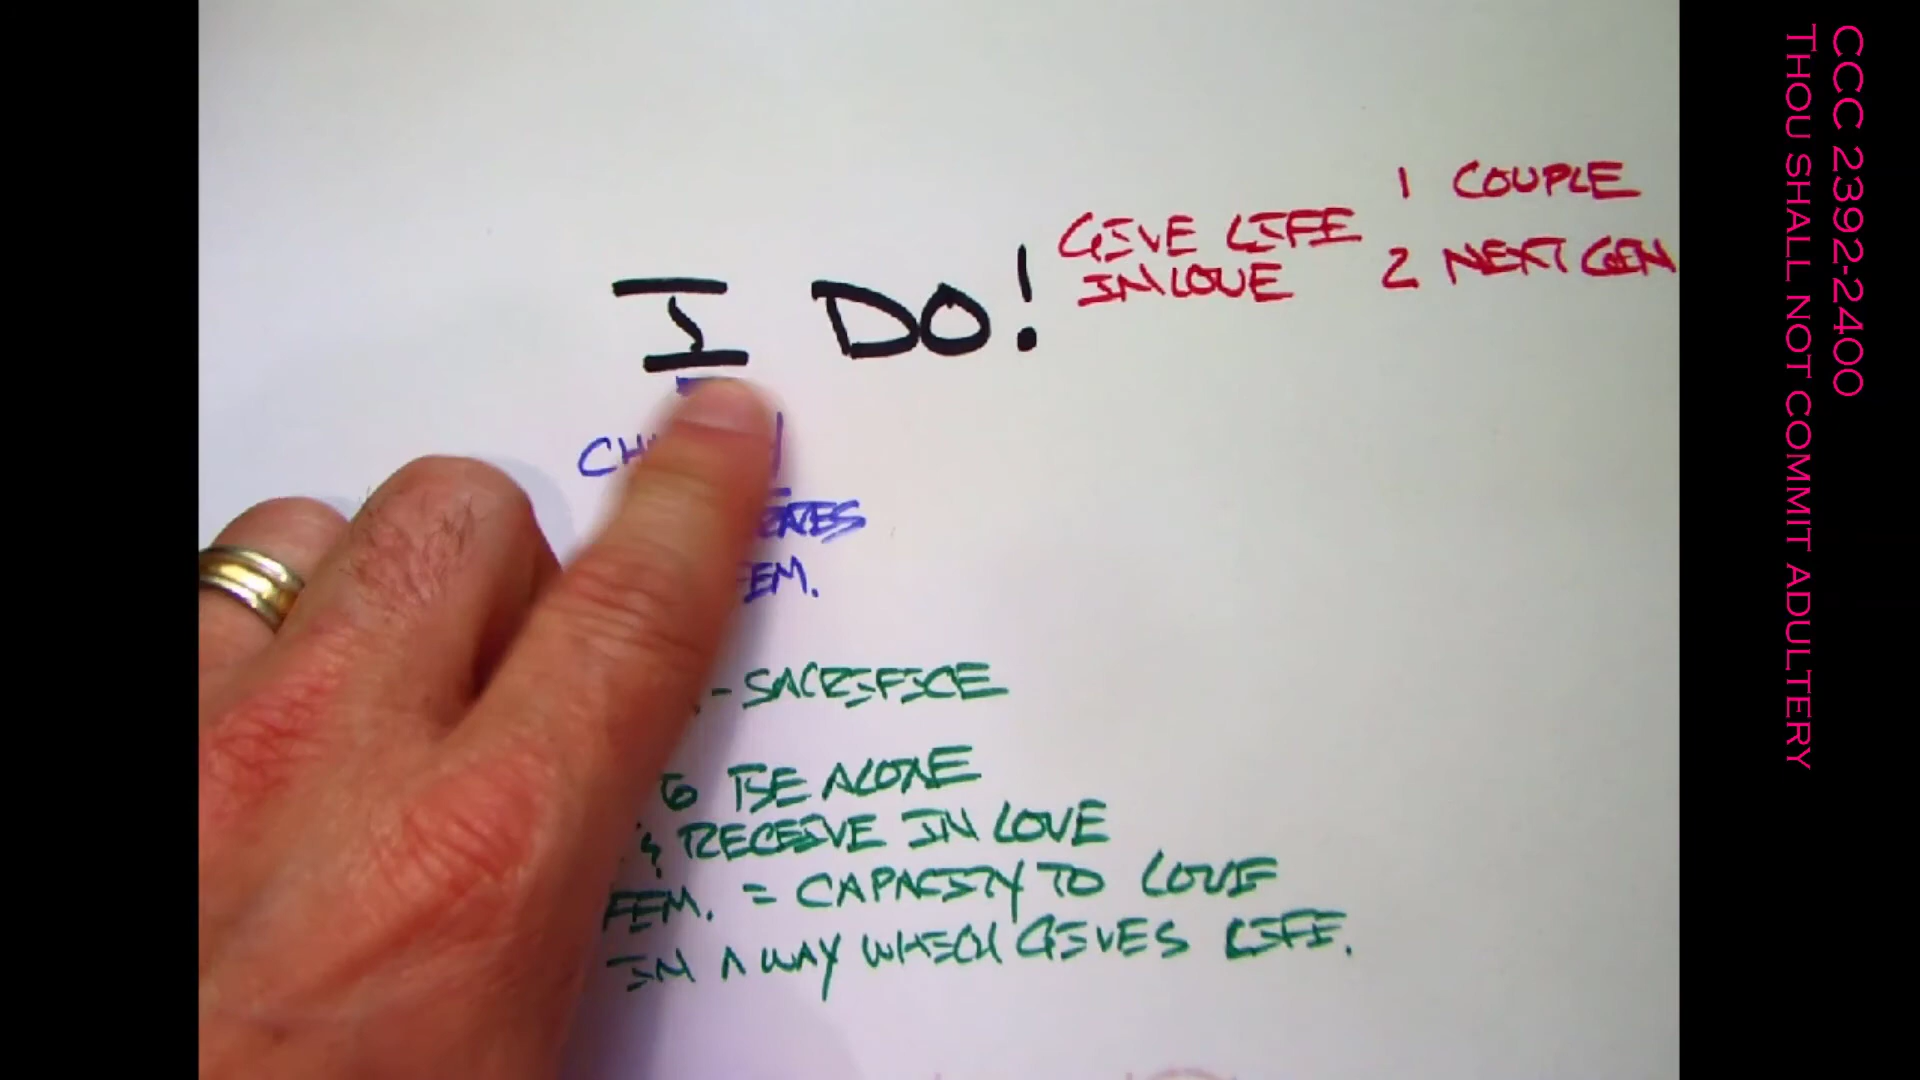 I DO!
GIVE LIFE
IN LOVE
1 COUPLE
2 NEXT GEN
FEM.
- SACRIFICE
TO BE ALONE
& RECEIVE IN LOVE
FEM. = CAPACITY TO LOVE
IN A WAY WHICH GIVES LIFE.
CCC 2392-2400
THOU SHALL NOT COMMIT ADULTERY